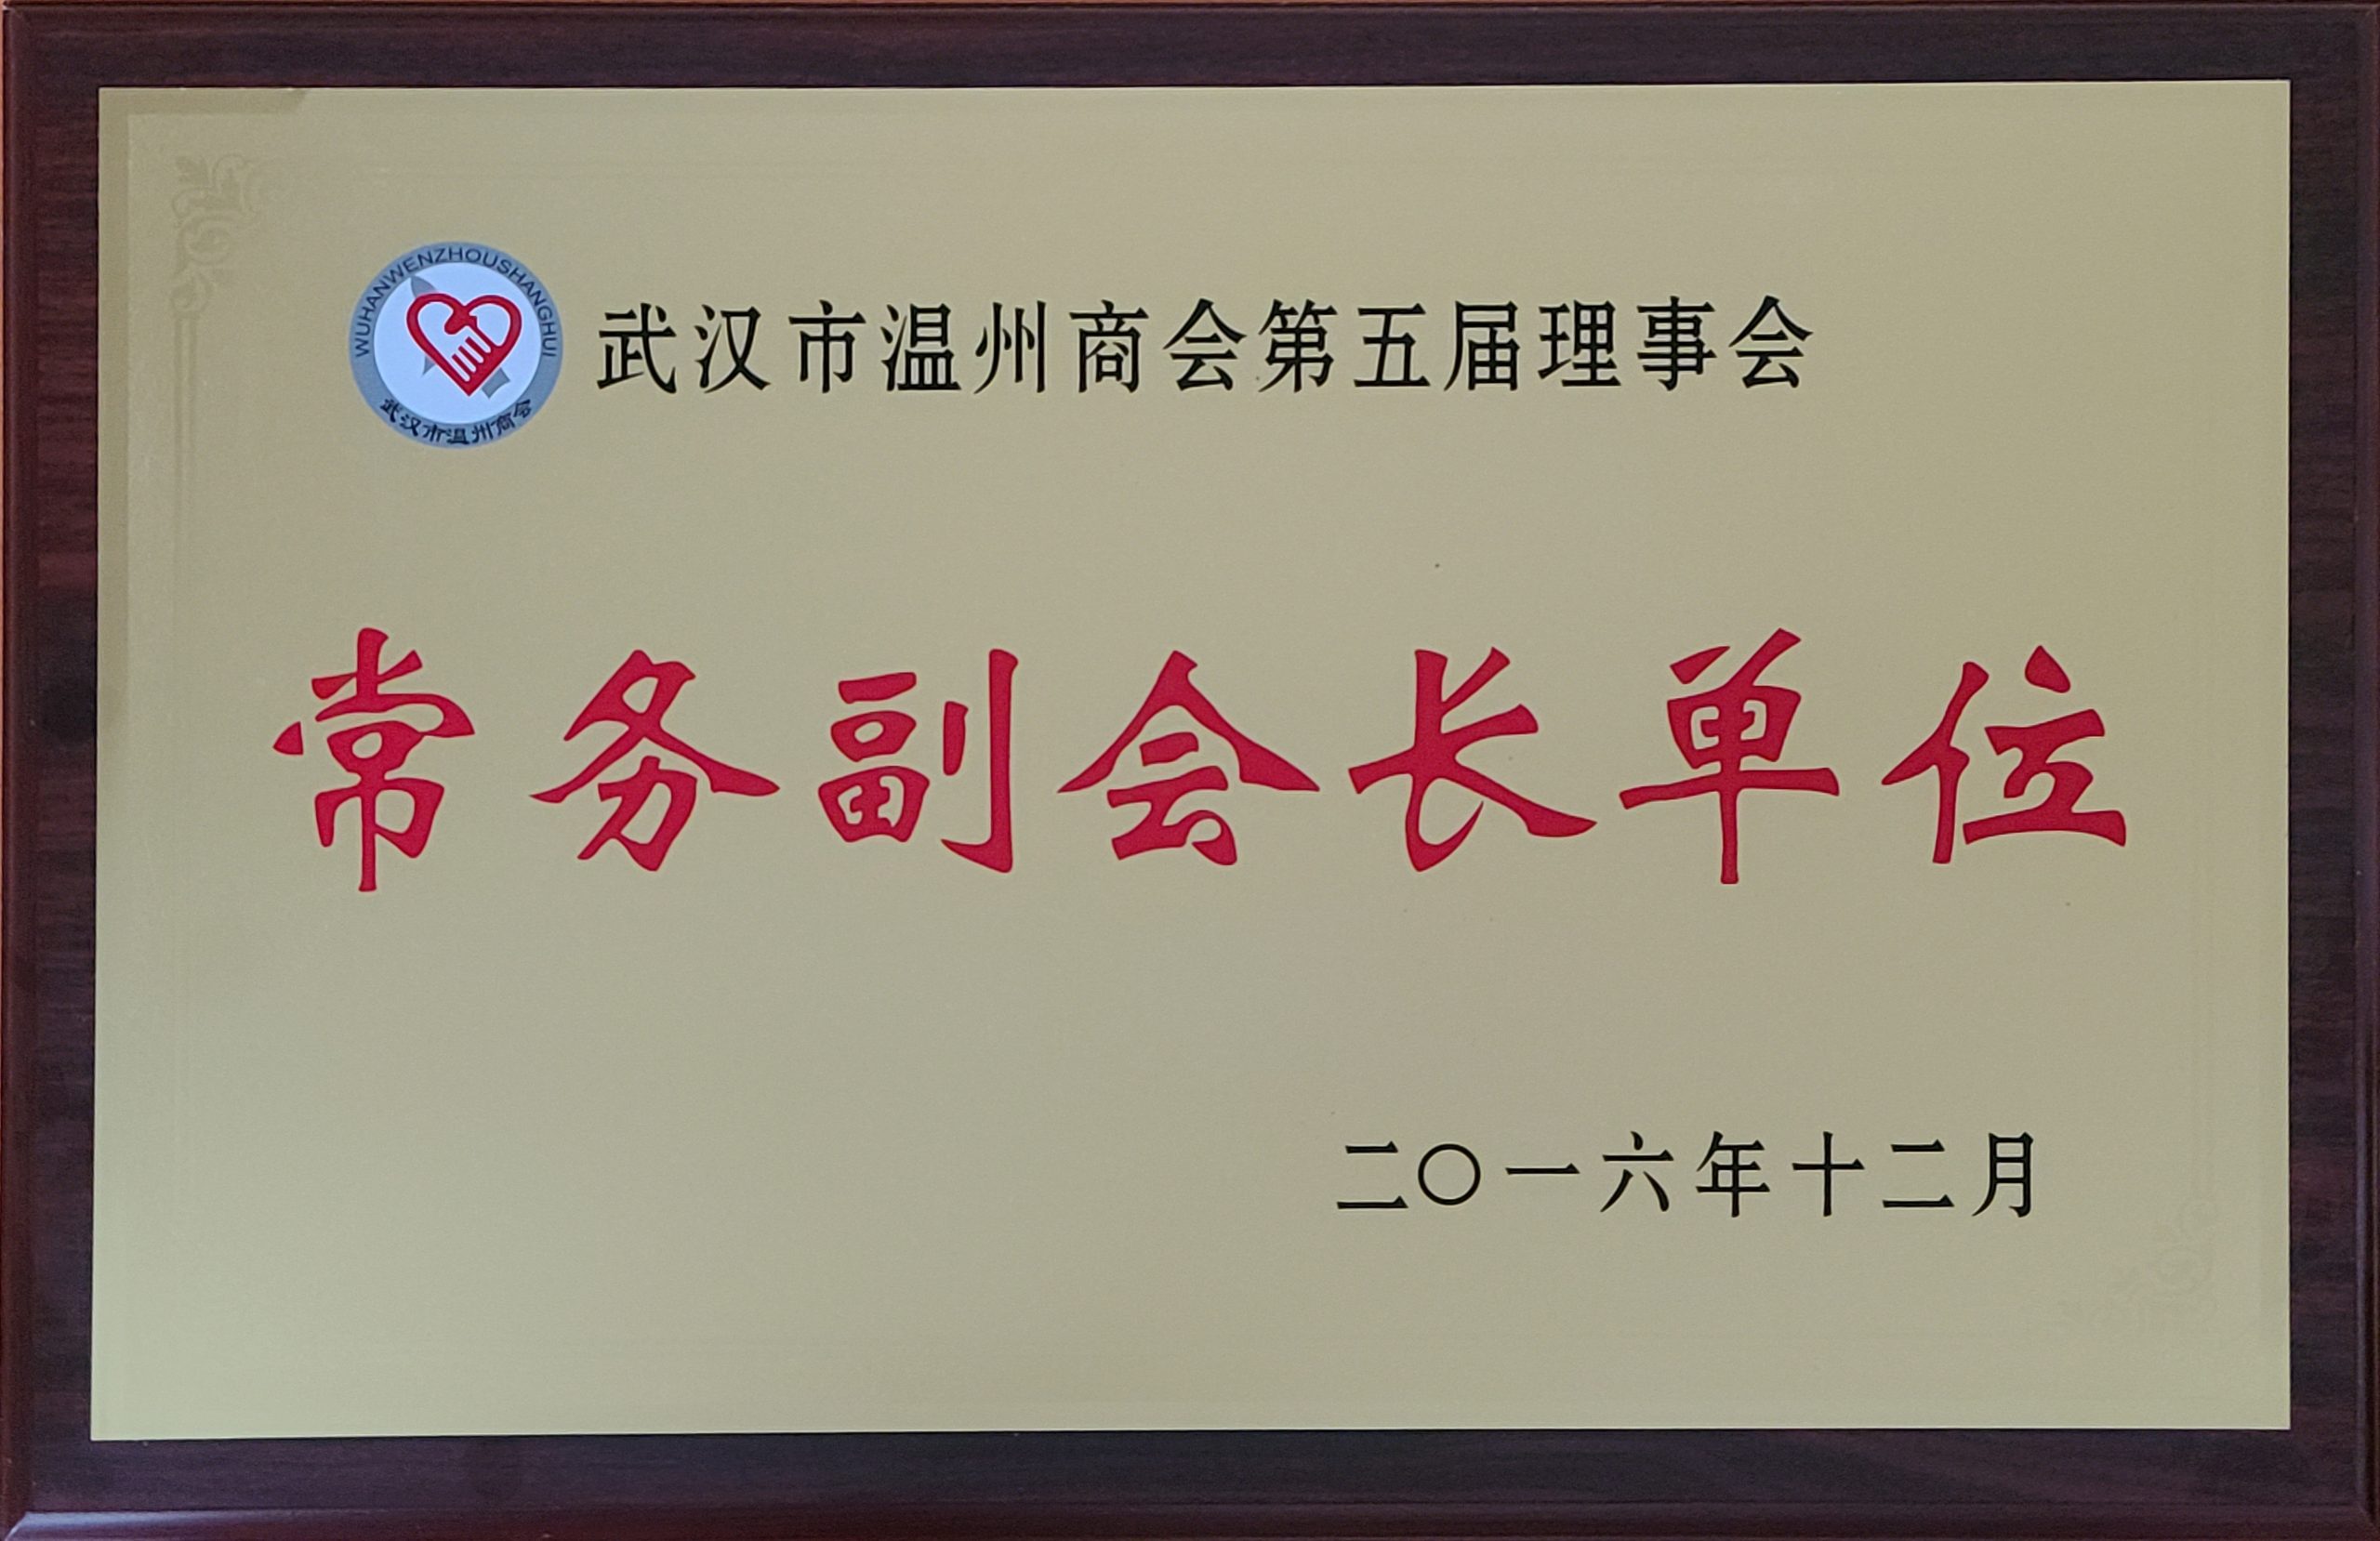 WUHANWENZHOUSHANGHUI
武汉市温州商会
武汉市温州商会第五届理事会
常务副会长单位
二〇一六年十二月